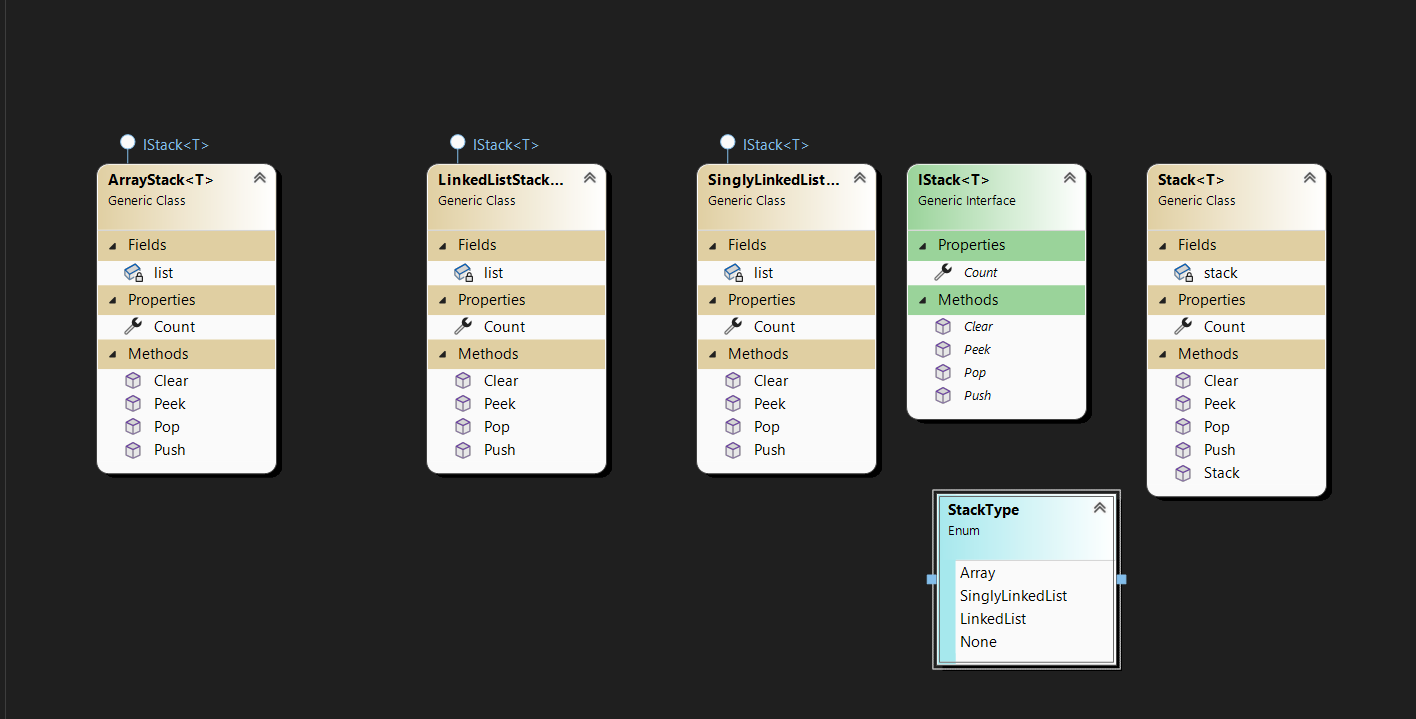 IStack<T>
ArrayStack<T>
Generic Class
Fields
list
Properties
Count
Methods
Clear
Peek
Pop
Push
IStack<T>
LinkedListStack...
Generic Class
Fields
list
Properties
Count
Methods
Clear
Peek
Pop
Push
IStack<T>
SinglyLinkedList...
Generic Class
Fields
list
Properties
Count
Methods
Clear
Peek
Pop
Push
IStack<T>
Generic Interface
Properties
Count
Methods
Clear
Peek
Pop
Push
Stack<T>
Generic Class
Fields
stack
Properties
Count
Methods
Clear
Peek
Pop
Push
Stack
StackType
Enum
Array
SinglyLinkedList
LinkedList
None